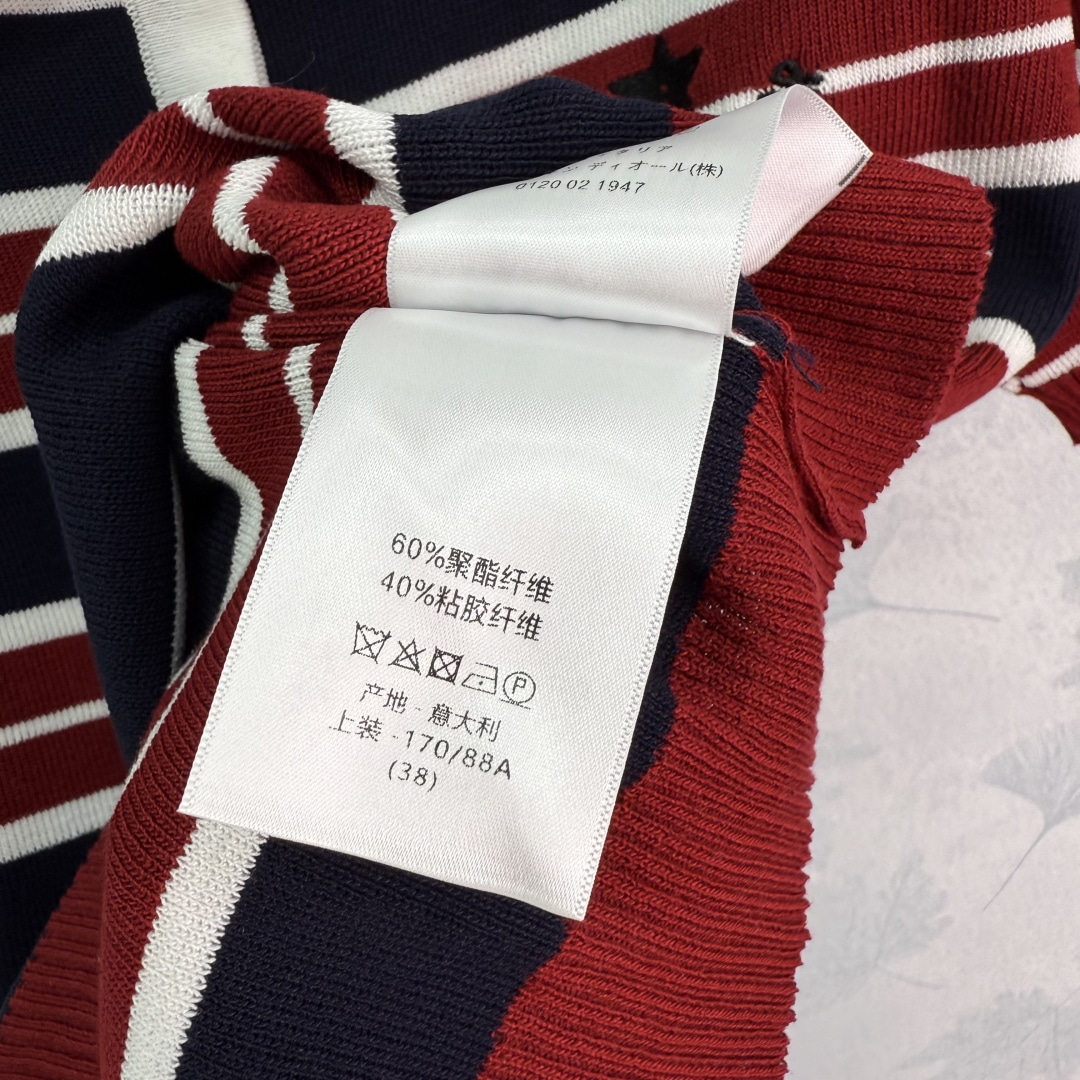 ディオール(株)
0120 02 1947
60%聚酯纤维
40%粘胶纤维
P
产地 - 意大利
上装 - 170/88A
(38)